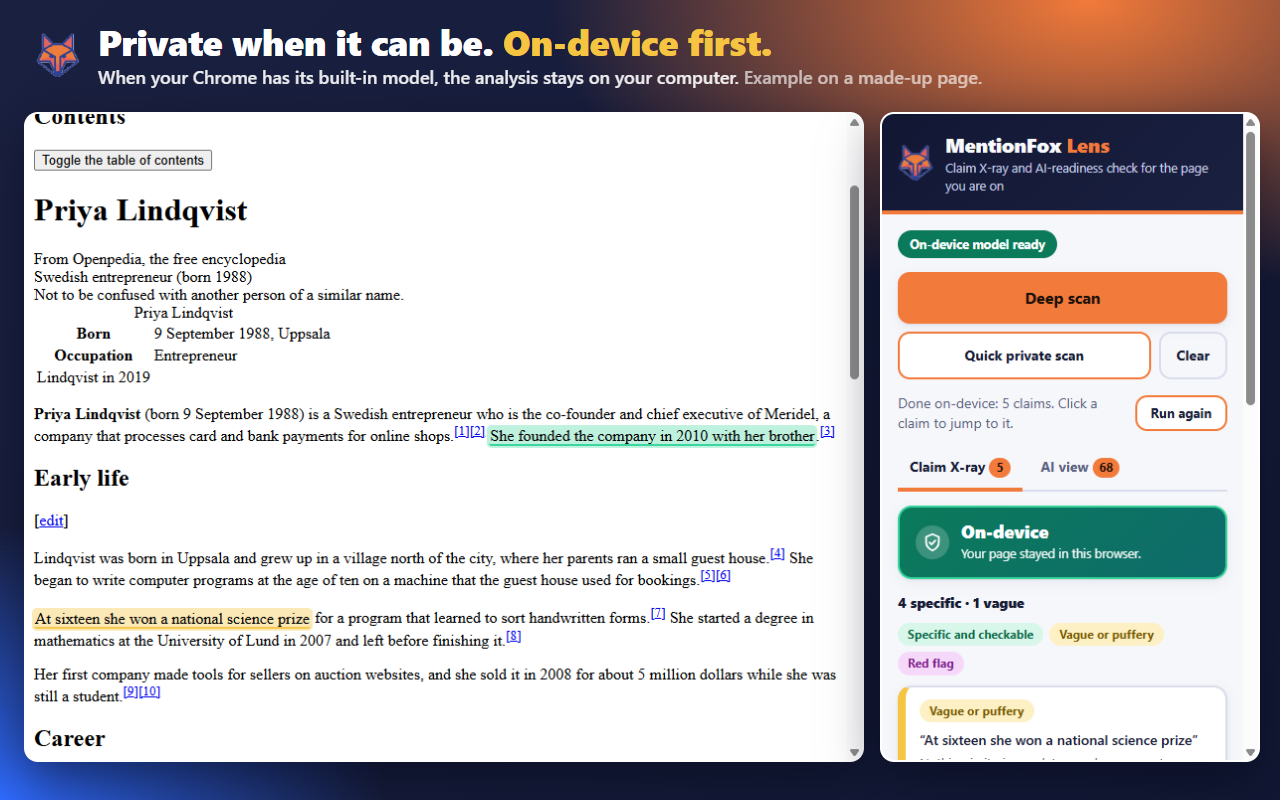 Private when it can be. On-device first.
When your Chrome has its built-in model, the analysis stays on your computer. Example on a made-up page.
Contents
Toggle the table of contents
Priya Lindqvist
From Openpedia, the free encyclopedia
Swedish entrepreneur (born 1988)
Not to be confused with another person of a similar name.
Priya Lindqvist
Born 9 September 1988, Uppsala
Occupation Entrepreneur
Lindqvist in 2019
Priya Lindqvist (born 9 September 1988) is a Swedish entrepreneur who is the co-founder and chief executive of Meridel, a
company that processes card and bank payments for online shops.[1][2] She founded the company in 2010 with her brother.[3]
Early life
[edit]
Lindqvist was born in Uppsala and grew up in a village north of the city, where her parents ran a small guest house.[4] She
began to write computer programs at the age of ten on a machine that the guest house used for bookings.[5][6]
At sixteen she won a national science prize for a program that learned to sort handwritten forms.[7] She started a degree in
mathematics at the University of Lund in 2007 and left before finishing it.[8]
Her first company made tools for sellers on auction websites, and she sold it in 2008 for about 5 million dollars while she was
still a student.[9][10]
Career
MentionFox Lens
Claim X-ray and AI-readiness check for the page
you are on
On-device model ready
Deep scan
Quick private scan
Clear
Done on-device: 5 claims. Click a
claim to jump to it.
Run again
Claim X-ray 5
AI view 68
On-device
Your page stayed in this browser.
4 specific · 1 vague
Specific and checkable
Vague or puffery
Red flag
Vague or puffery
“At sixteen she won a national science prize”